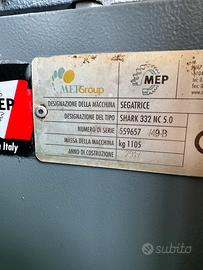 MEP Group
MEP
DESIGNAZIONE DELLA MACCHINA SEGATRICE
DESIGNAZIONE DEL TIPO SHARK 332 NC 5.0
NUMERO DI SERIE 559657
MASSA DELLA MACCHINA kg 1105
ANNO DI COSTRUZIONE
MEP
n Italy
subito